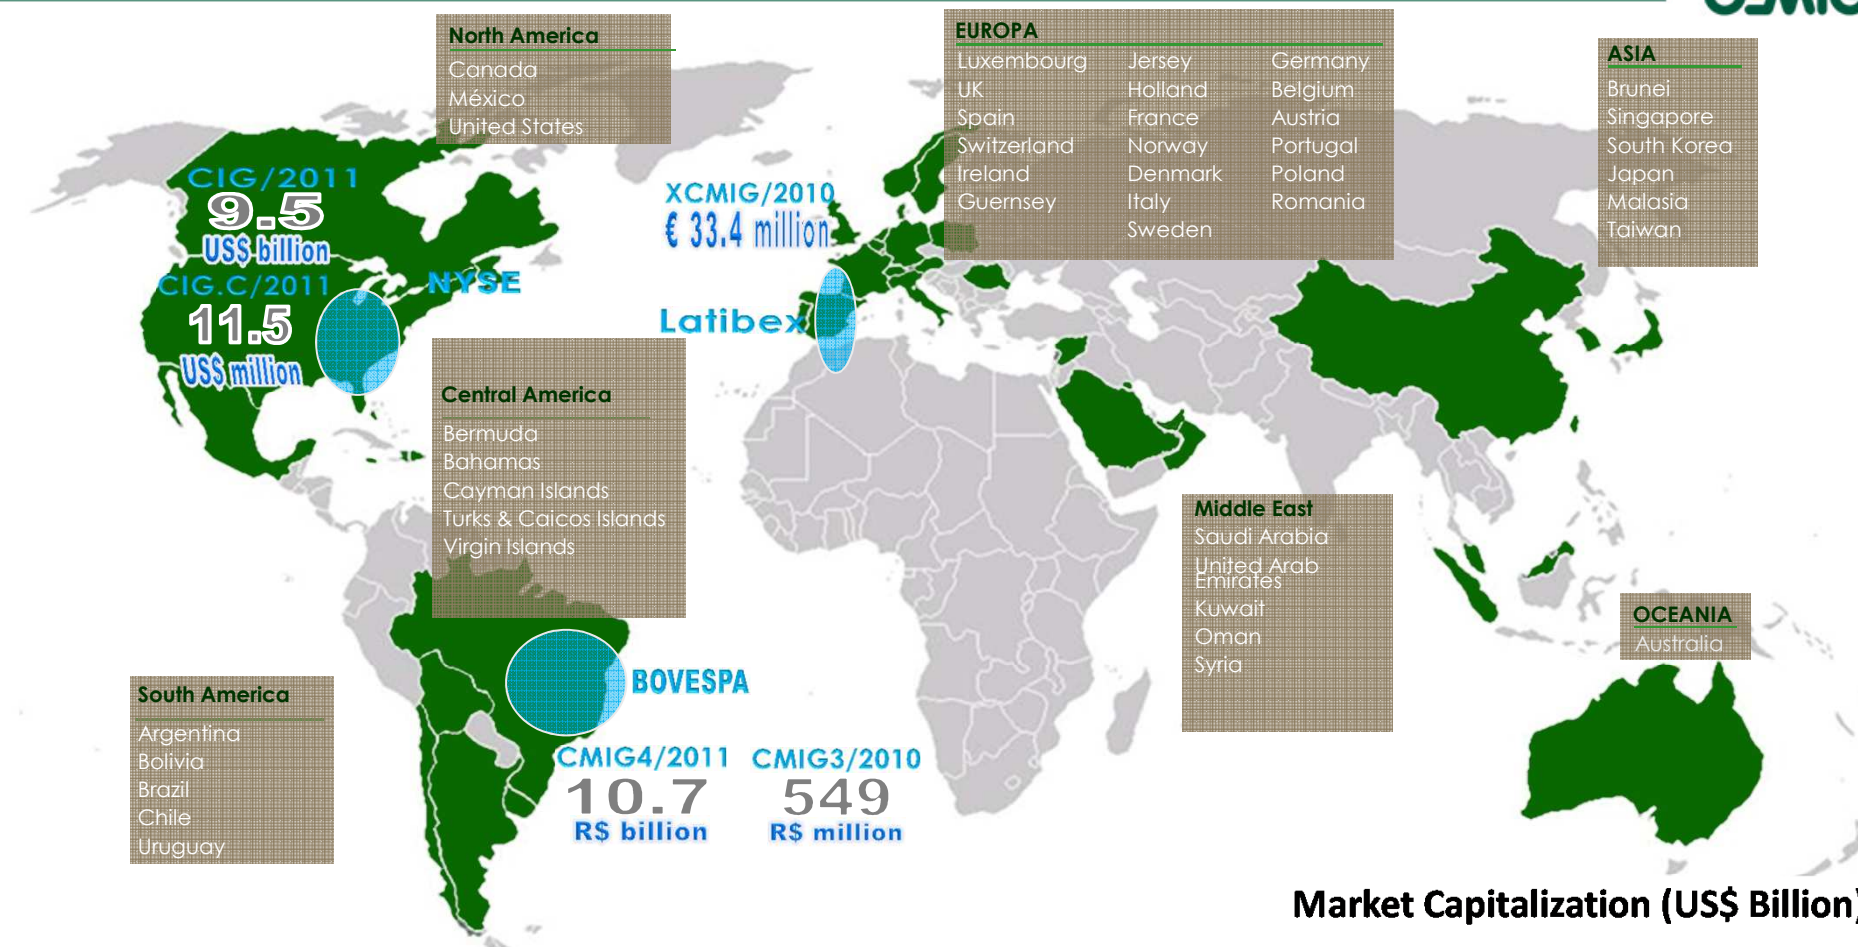 North America
Canada
México
United States
EUROPA
Luxembourg Jersey Germany
UK Holland Belgium
Spain France Austria
Switzerland Norway Portugal
Ireland Denmark Poland
Guernsey Italy Romania
Sweden
ASIA
Brunei
Singapore
South Korea
Japan
Malasia
Taiwan
CIG/2011
9.5
US$ billion
CIG.C/2011
11.5
US$ million
NYSE
XCMIG/2010
€ 33.4 million
Latibex
Central America
Bermuda
Bahamas
Cayman Islands
Turks & Caicos Islands
Virgin Islands
Middle East
Saudi Arabia
United Arab
Emirates
Kuwait
Oman
Syria
OCEANIA
Australia
South America
Argentina
Bolivia
Brazil
Chile
Uruguay
BOVESPA
CMIG4/2011
10.7
R$ billion
CMIG3/2010
549
R$ million
Market Capitalization (US$ Billion)